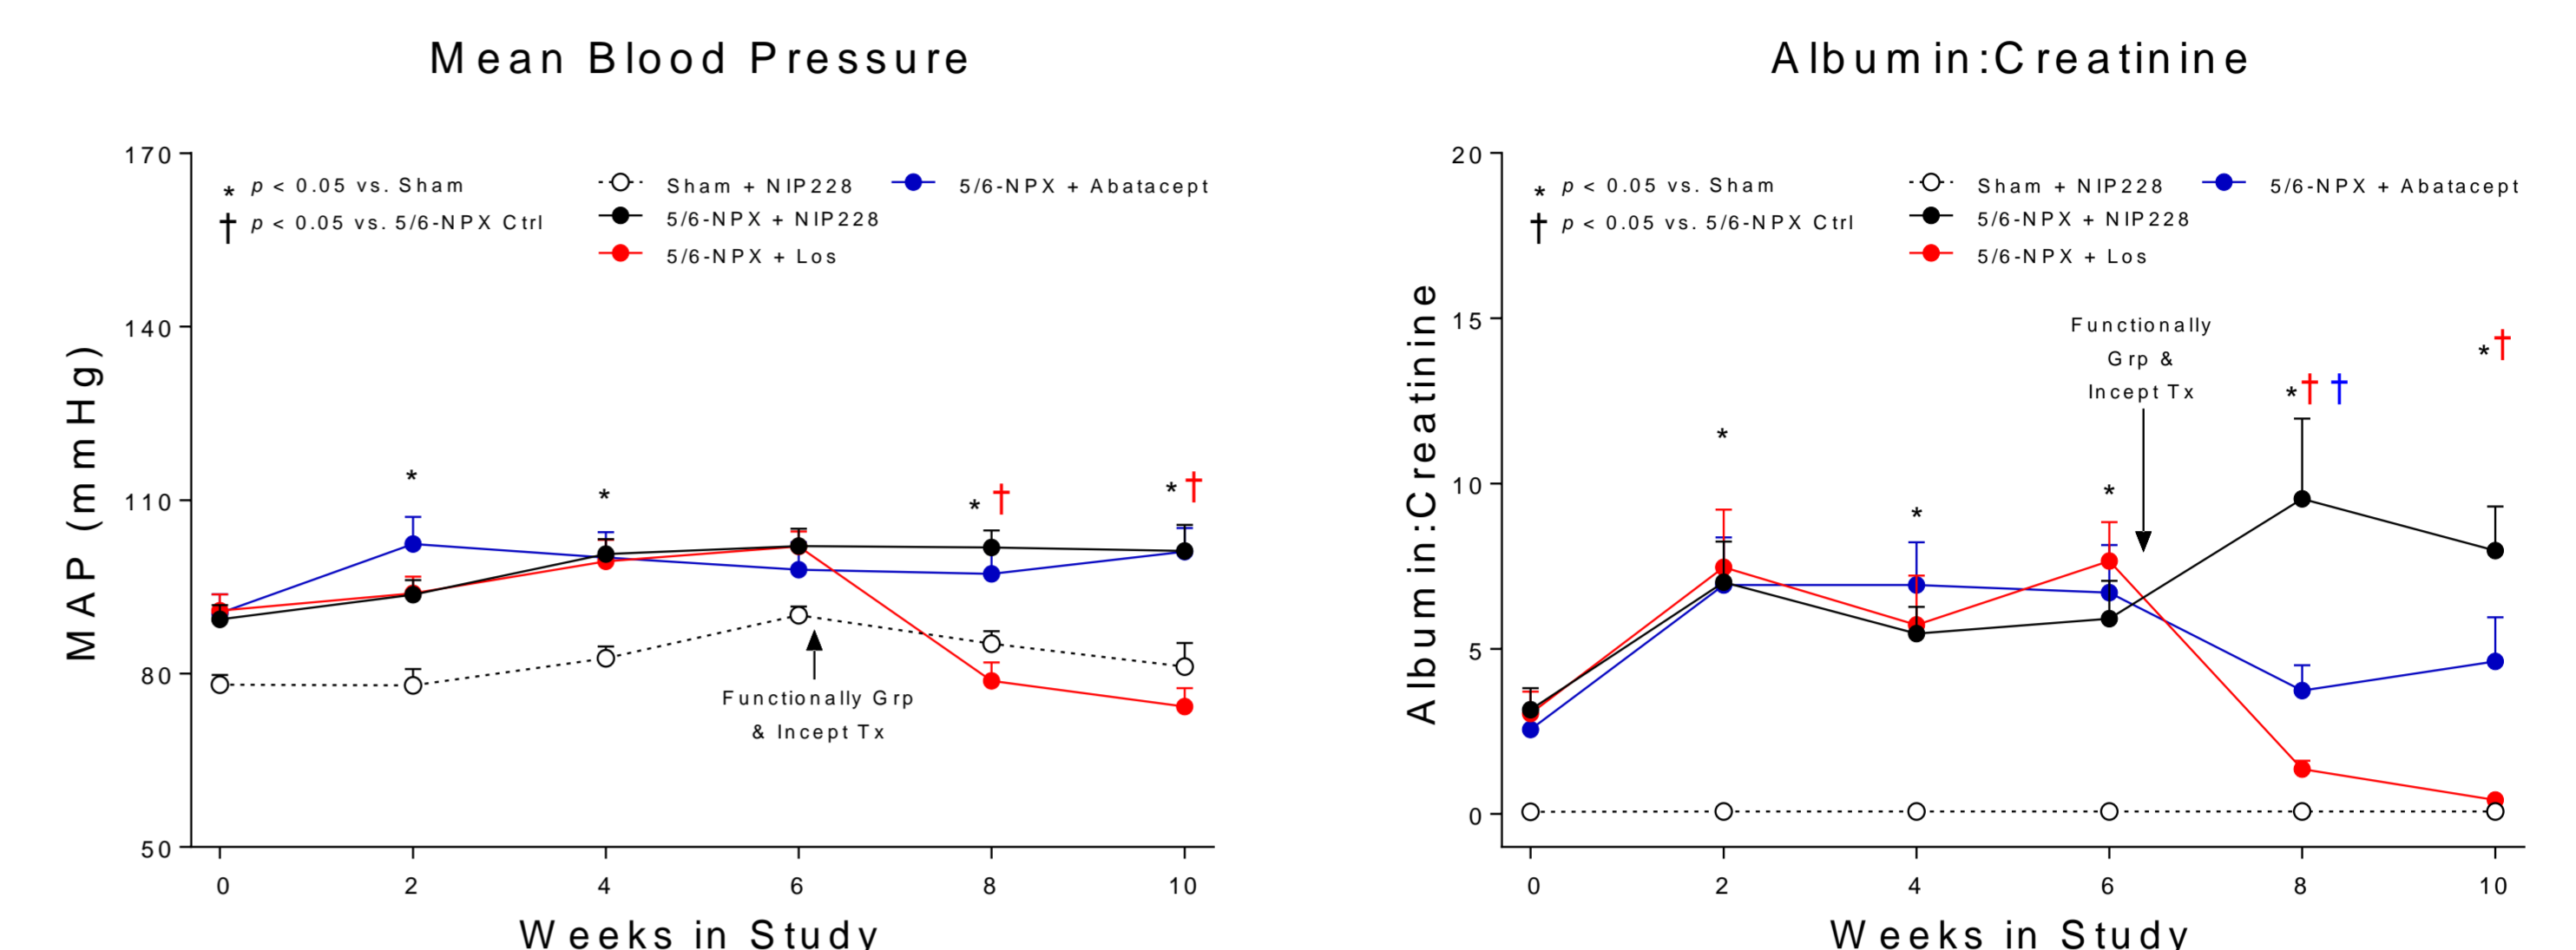 Mean Blood Pressure
170
140
110
80
50
MAP (mmHg)
* p < 0.05 vs. Sham
† p < 0.05 vs. 5/6-NPX Ctrl
Sham + NIP228
5/6-NPX + NIP228
5/6-NPX + Los
5/6-NPX + Abatacept
*
*
* †
* †
Functionally Grp
& Incept Tx
0 2 4 6 8 10
Weeks in Study
Albumin:Creatinine
20
15
10
5
0
Albumin:Creatinine
* p < 0.05 vs. Sham
† p < 0.05 vs. 5/6-NPX Ctrl
Sham + NIP228
5/6-NPX + NIP228
5/6-NPX + Los
5/6-NPX + Abatacept
Functionally
Grp &
Incept Tx
*
*
*
* † †
* †
0 2 4 6 8 10
Weeks in Study